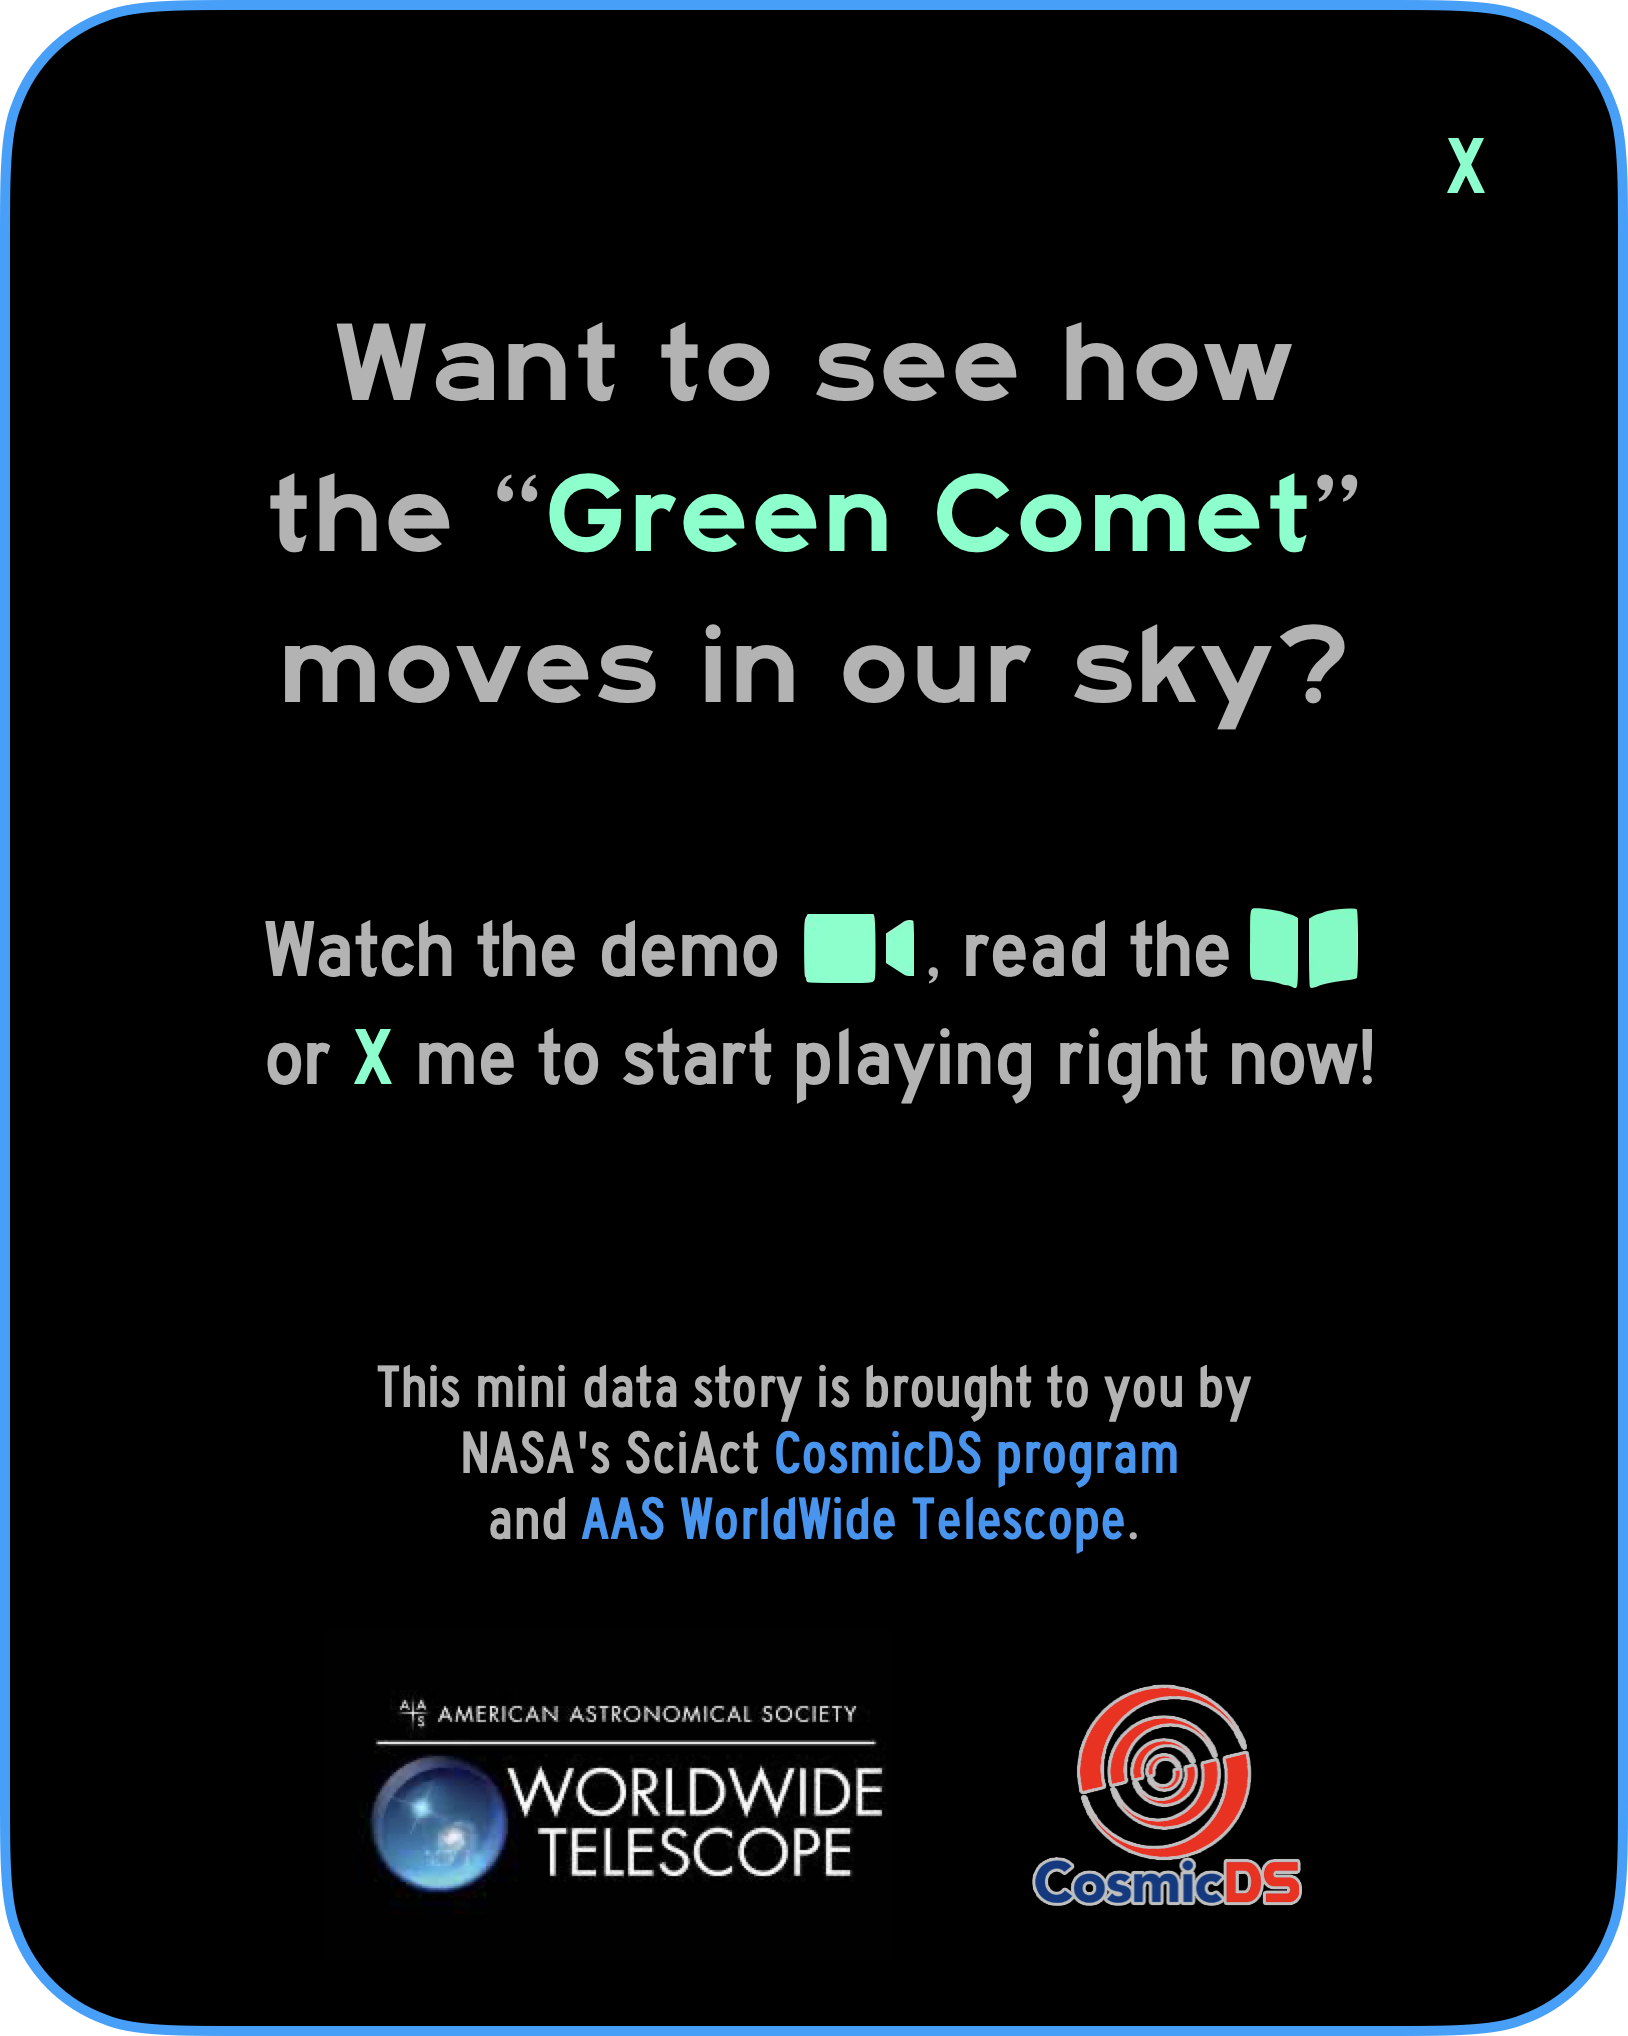 X
Want to see how
the “Green Comet”
moves in our sky?
Watch the demo , read the
or X me to start playing right now!
This mini data story is brought to you by
NASA's SciAct CosmicDS program
and AAS WorldWide Telescope.
AAS AMERICAN ASTRONOMICAL SOCIETY
WORLDWIDE
TELESCOPE
CosmicDS